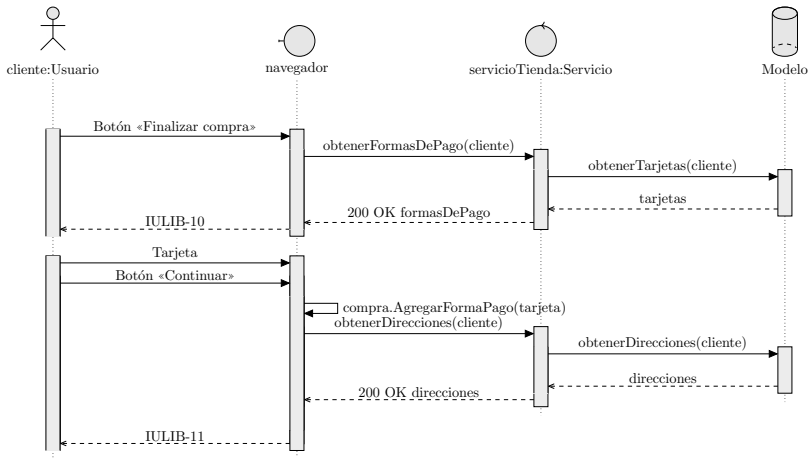 cliente:Usuario
navegador
servicioTienda:Servicio
Modelo
Botón «Finalizar compra»
obtenerFormasDePago(cliente)
obtenerTarjetas(cliente)
tarjetas
200 OK formasDePago
IULIB-10
Tarjeta
Botón «Continuar»
compra.AgregarFormaPago(tarjeta)
obtenerDirecciones(cliente)
obtenerDirecciones(cliente)
direcciones
200 OK direcciones
IULIB-11